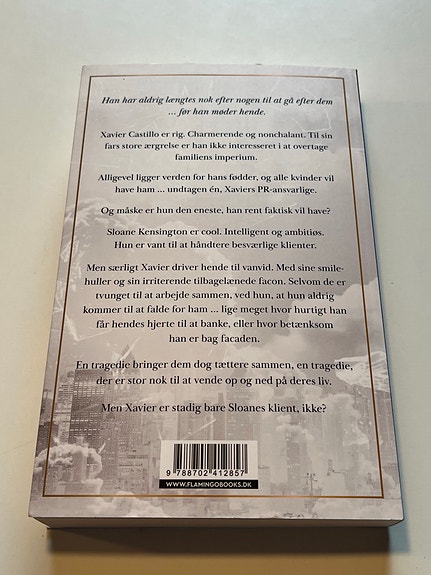 Han har aldrig længtes nok efter nogen til at gå efter dem
... før han møder hende.
Xavier Castillo er rig. Charmerende og nonchalant. Til sin
fars store ærgrelse er han ikke interesseret i at overtage
familiens imperium.
Alligevel ligger verden for hans fødder, og alle kvinder vil
have ham ... undtagen én, Xaviers PR-ansvarlige.
Og måske er hun den eneste, han rent faktisk vil have?
Sloane Kensington er cool. Intelligent og ambitiøs.
Hun er vant til at håndtere besværlige klienter.
Men særligt Xavier driver hende til vanvid. Med sine smile-
huller og sin irriterende tilbagelænede facon. Selvom de er
tvunget til at arbejde sammen, ved hun, at hun aldrig
kommer til at falde for ham ... lige meget hvor hurtigt han
får hendes hjerte til at banke, eller hvor betænksom
han er bag facaden.
En tragedie bringer dem dog tættere sammen, en tragedie,
der er stor nok til at vende op og ned på deres liv.
Men Xavier er stadig bare Sloanes klient, ikke?
9 788702 412857
WWW.FLAMINGOBOOKS.DK